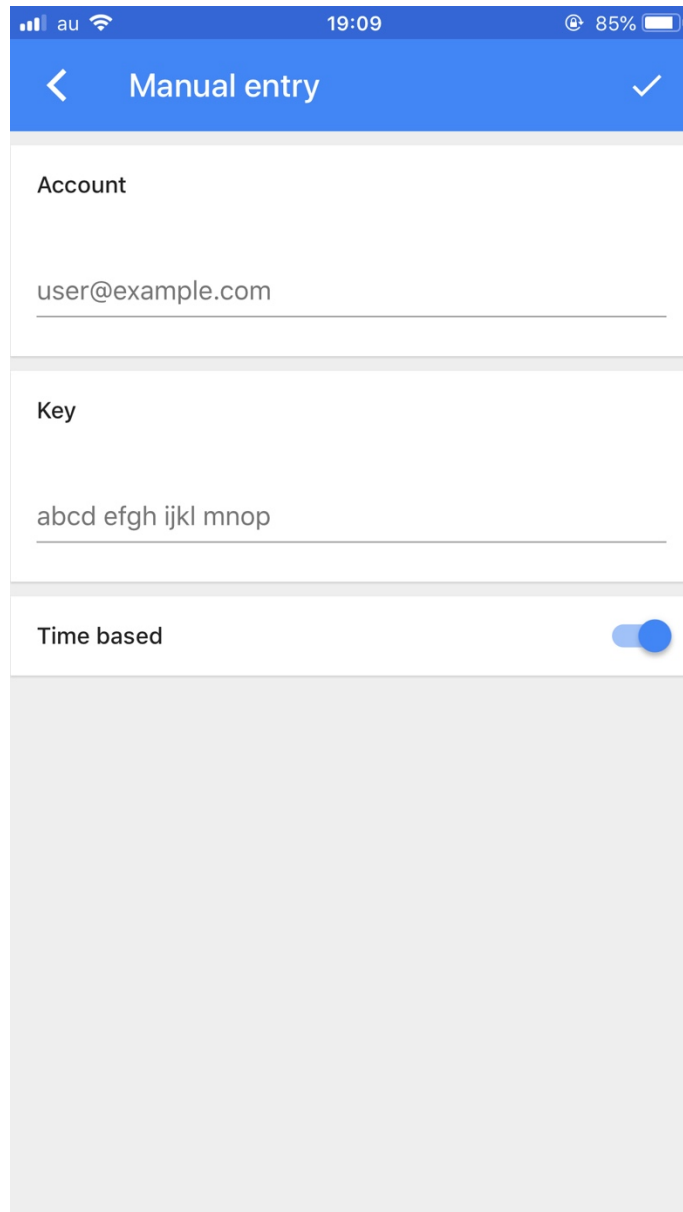 au 19:09 85%
Manual entry
Account
user@example.com
Key
abcd efgh ijkl mnop
Time based